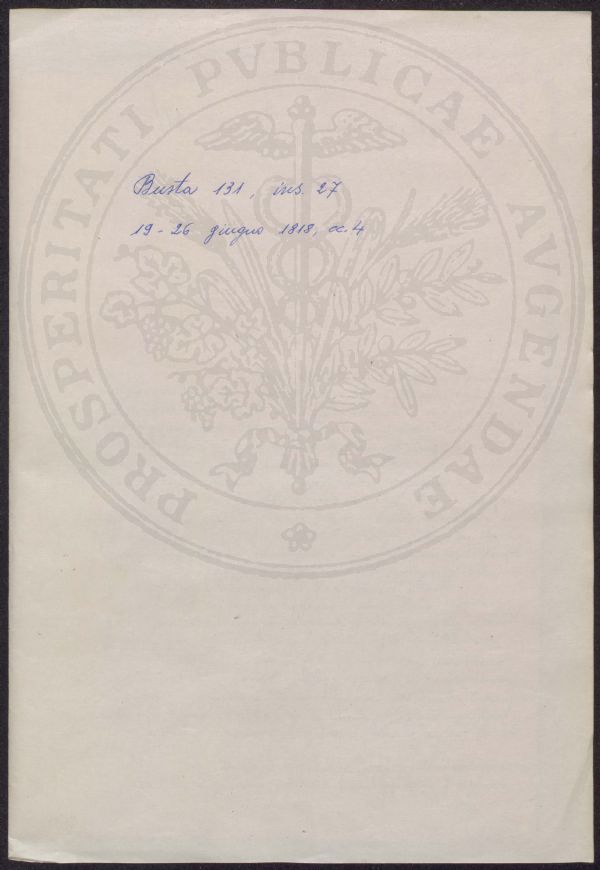 PROSPERITATI PVBLICAE AVGENDAE
Busta 131, ins. 27
19-26 giugno 1818, cc. 4